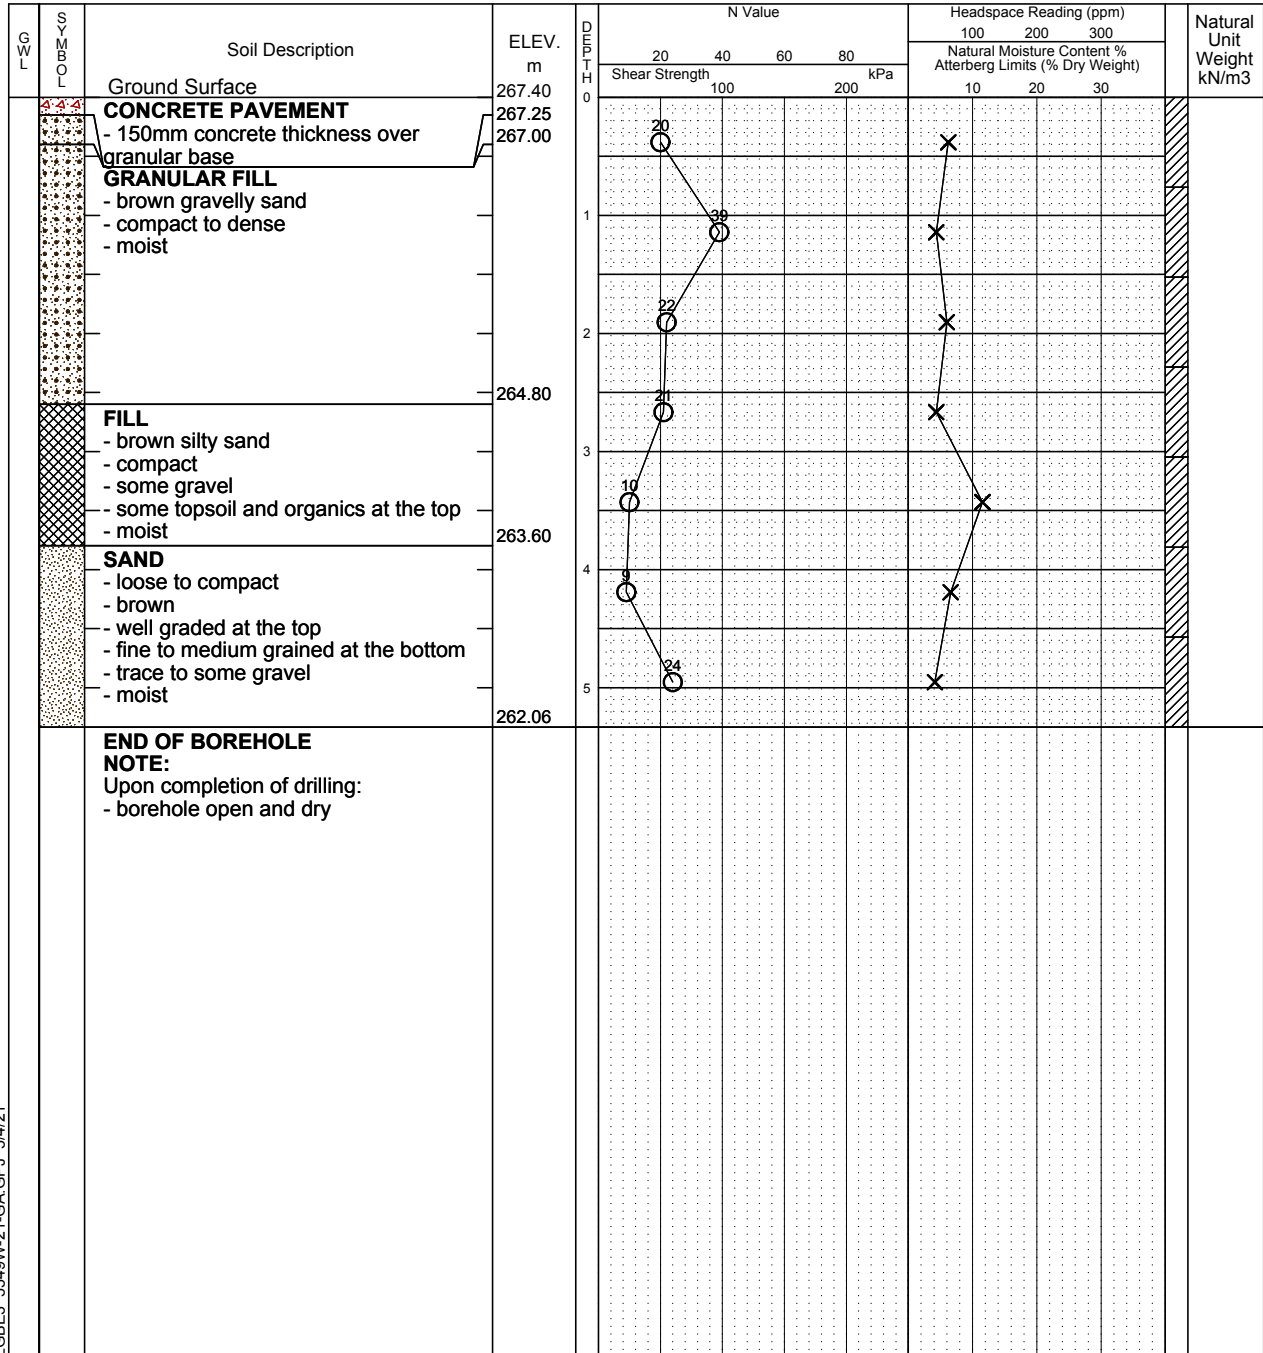 GWL
SYMBOL
Soil Description
Ground Surface
ELEV.
m
267.40
DEPTH
N Value
20 40 60 80
Shear Strength kPa
100 200
Headspace Reading (ppm)
100 200 300
Natural Moisture Content %
Atterberg Limits (% Dry Weight)
10 20 30
Natural
Unit
Weight
kN/m3
0
CONCRETE PAVEMENT
- 150mm concrete thickness over
granular base
267.25
267.00
GRANULAR FILL
- brown gravelly sand
- compact to dense
- moist
264.80
FILL
- brown silty sand
- compact
- some gravel
- some topsoil and organics at the top
- moist
263.60
SAND
- loose to compact
- brown
- well graded at the top
- fine to medium grained at the bottom
- trace to some gravel
- moist
262.06
END OF BOREHOLE
NOTE:
Upon completion of drilling:
- borehole open and dry
1
2
3
4
5
20
39
22
21
10
9
24